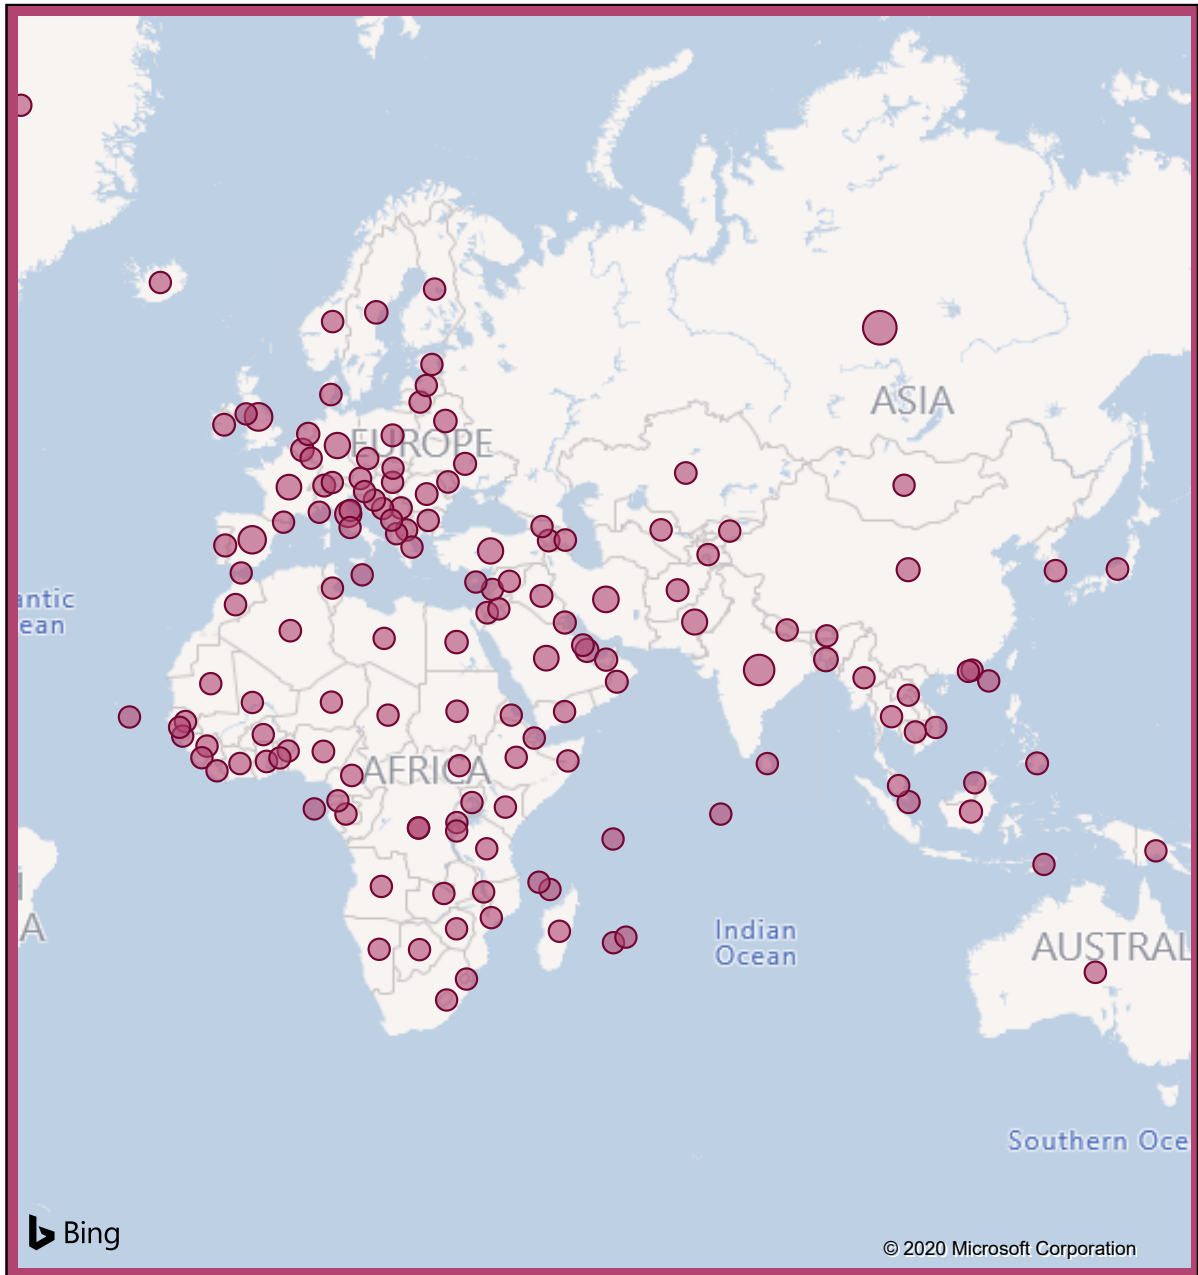 ASIA
EUROPE
antic
ean
AFRICA
A
Indian
Ocean
AUSTRAL
Southern Oce
Bing
© 2020 Microsoft Corporation